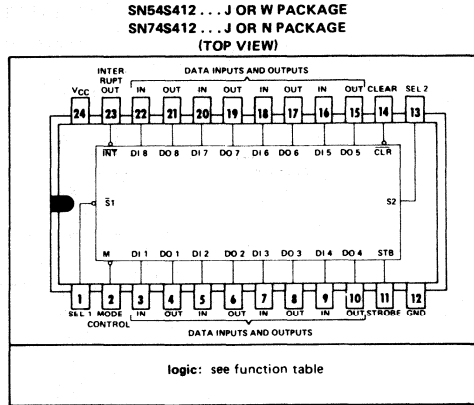 SN54S412 . . . J OR W PACKAGE
SN74S412 . . . J OR N PACKAGE
(TOP VIEW)
INTER DATA INPUTS AND OUTPUTS
RUPT
VCC OUT IN OUT IN OUT IN OUT IN OUT CLEAR SEL 2
24 23 22 21 20 19 18 17 16 15 14 13
INT DI 8 DO 8 DI 7 DO 7 DI 6 DO 6 DI 5 DO 5 CLR
S1 S2
M DI 1 DO 1 DI 2 DO 2 DI 3 DO 3 DI 4 DO 4 STB
1 2 3 4 5 6 7 8 9 10 11 12
SEL 1 MODE IN OUT IN OUT IN OUT IN OUT STROBE GND
CONTROL
DATA INPUTS AND OUTPUTS
logic: see function table